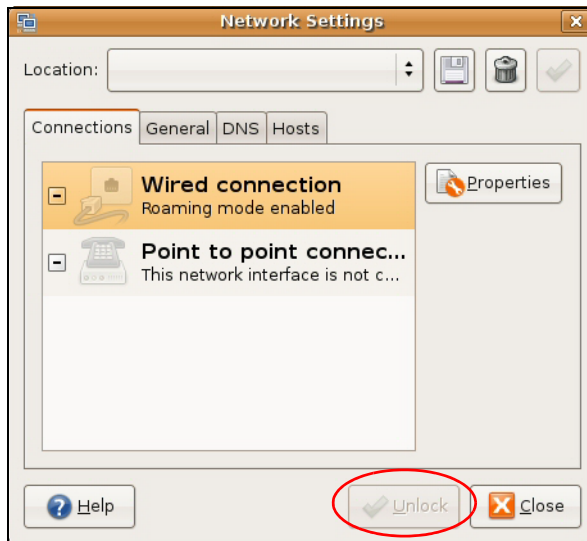 Network Settings
Location:
Connections General DNS Hosts
Wired connection
Roaming mode enabled
Properties
Point to point connec...
This network interface is not c...
Help Unlock Close